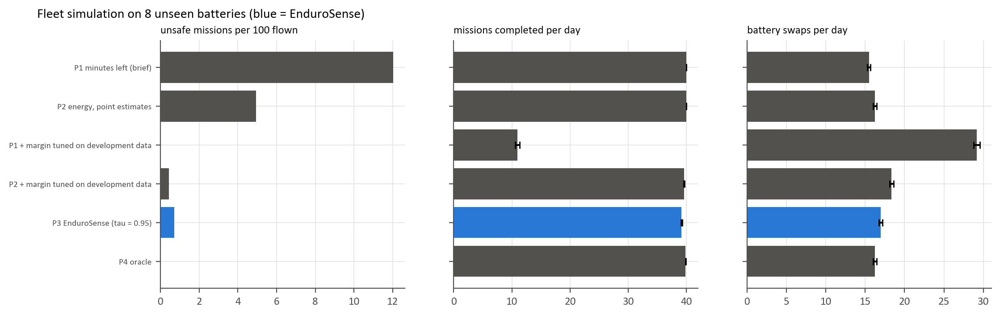 Fleet simulation on 8 unseen batteries (blue = EnduroSense)
unsafe missions per 100 flown
missions completed per day
battery swaps per day
P1 minutes left (brief)
P2 energy, point estimates
P1 + margin tuned on development data
P2 + margin tuned on development data
P3 EnduroSense (tau = 0.95)
P4 oracle
0 2 4 6 8 10 12
0 10 20 30 40
0 5 10 15 20 25 30